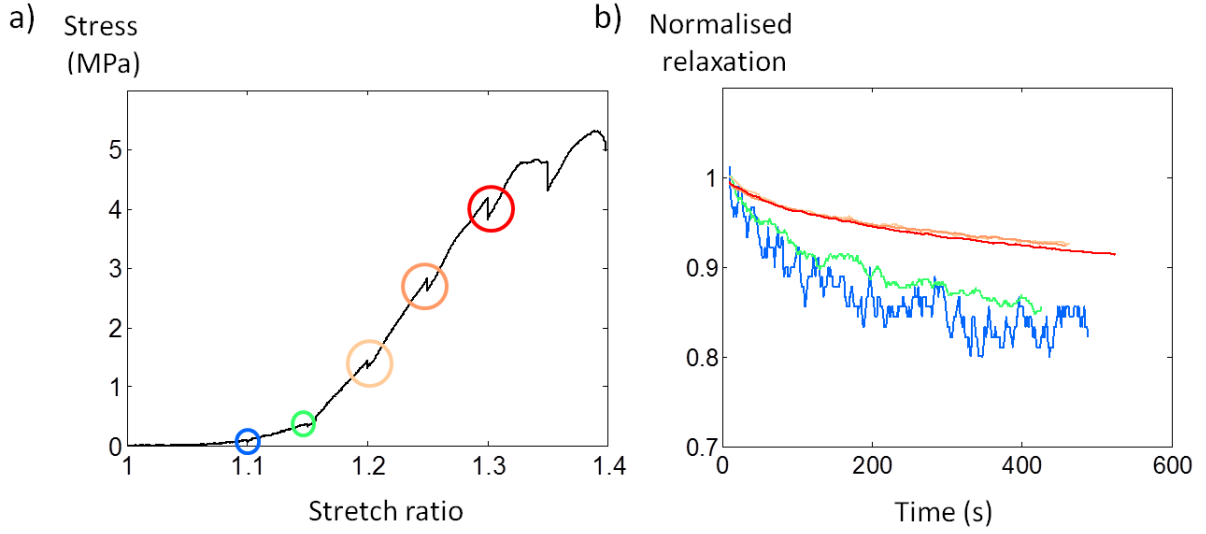 a) Stress
(MPa)
5
4
3
2
1
0
1 1.1 1.2 1.3 1.4
Stretch ratio
b) Normalised
relaxation
1
0.9
0.8
0.7
0 200 400 600
Time (s)